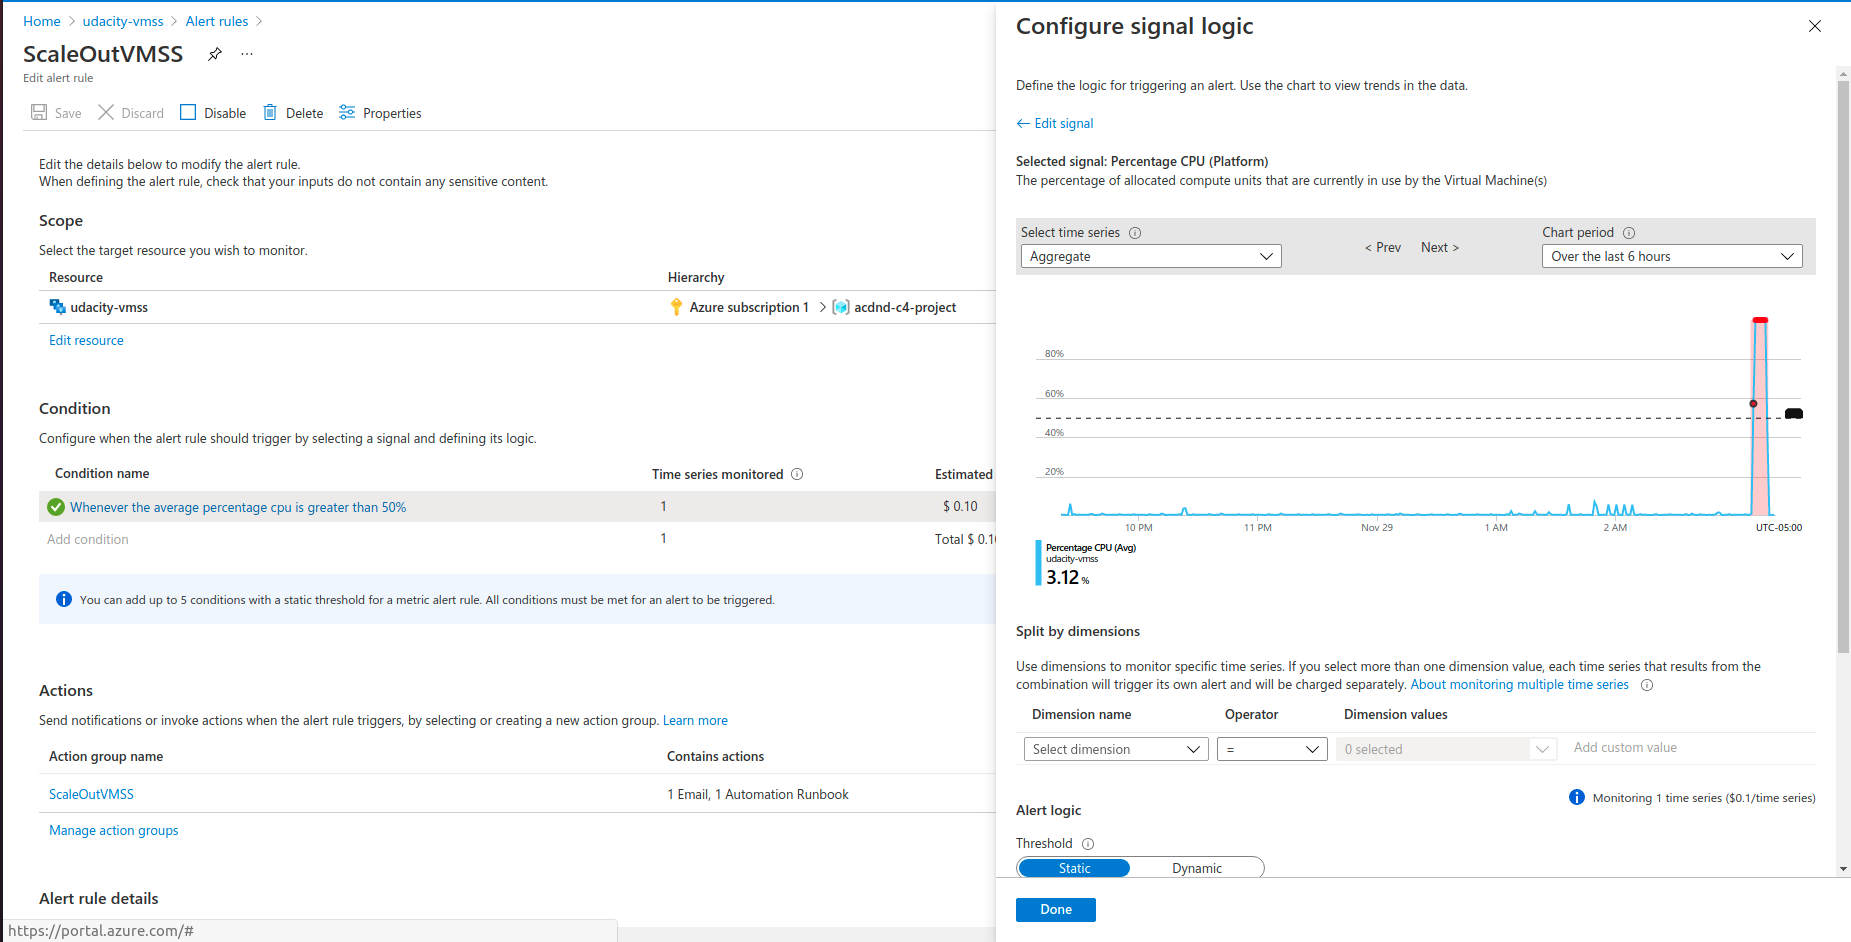 Home > udacity-vmss > Alert rules >
ScaleOutVMSS ...
Edit alert rule
Save Discard Disable Delete Properties
Edit the details below to modify the alert rule.
When defining the alert rule, check that your inputs do not contain any sensitive content.
Scope
Select the target resource you wish to monitor.
Resource Hierarchy
udacity-vmss Azure subscription 1 > acdnd-c4-project
Edit resource
Condition
Configure when the alert rule should trigger by selecting a signal and defining its logic.
Condition name Time series monitored Estimated
Whenever the average percentage cpu is greater than 50% 1 $ 0.10
Add condition 1 Total $ 0.10
You can add up to 5 conditions with a static threshold for a metric alert rule. All conditions must be met for an alert to be triggered.
Actions
Send notifications or invoke actions when the alert rule triggers, by selecting or creating a new action group. Learn more
Action group name Contains actions
ScaleOutVMSS 1 Email, 1 Automation Runbook
Manage action groups
Alert rule details
https://portal.azure.com/#
Configure signal logic
Define the logic for triggering an alert. Use the chart to view trends in the data.
← Edit signal
Selected signal: Percentage CPU (Platform)
The percentage of allocated compute units that are currently in use by the Virtual Machine(s)
Select time series < Prev Next > Chart period
Aggregate Over the last 6 hours
80%
60%
40%
20%
10 PM 11 PM Nov 29 1 AM 2 AM UTC-05:00
Percentage CPU (Avg)
udacity-vmss
3.12 %
Split by dimensions
Use dimensions to monitor specific time series. If you select more than one dimension value, each time series that results from the
combination will trigger its own alert and will be charged separately. About monitoring multiple time series
Dimension name Operator Dimension values
Select dimension = 0 selected Add custom value
Monitoring 1 time series ($0.1/time series)
Alert logic
Threshold
Static Dynamic
Done